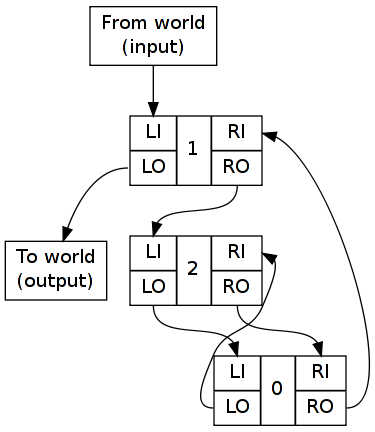 From world
(input)
LI
1
RI
LO
RO
To world
(output)
LI
2
RI
LO
RO
LI
0
RI
LO
RO